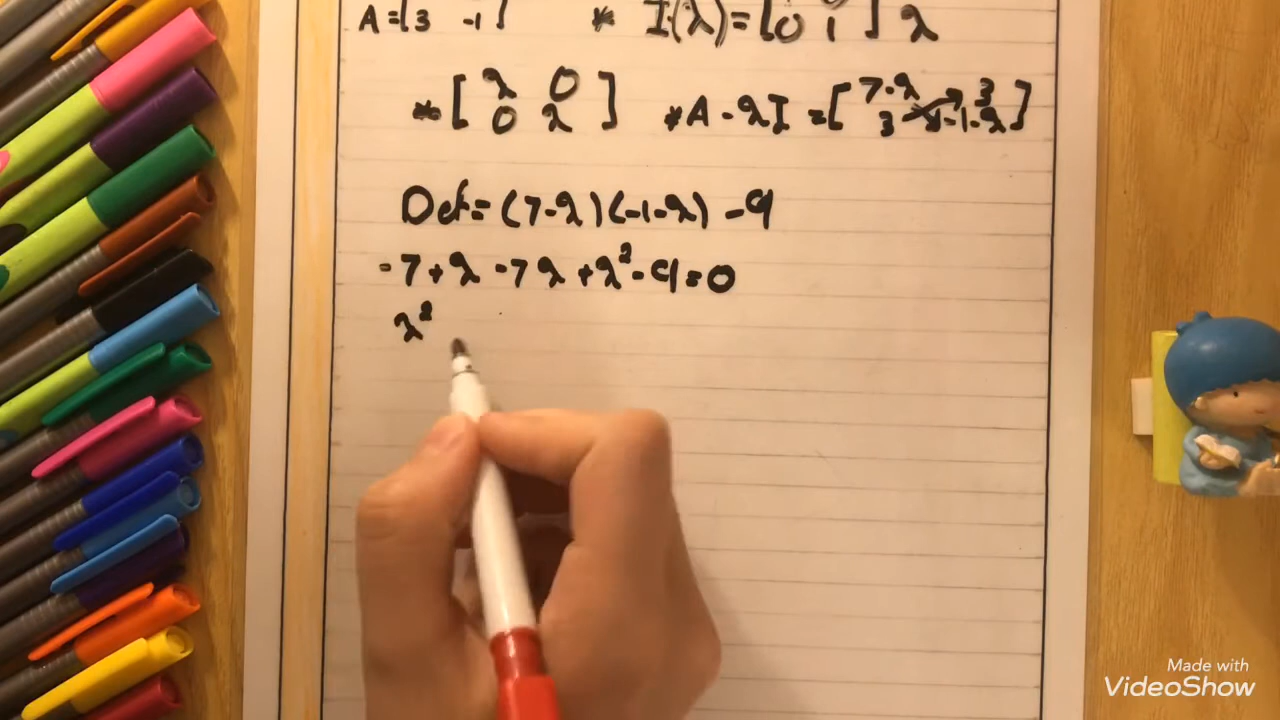 A = [3 -1] * I(λ) = [0 1] λ
* [λ 0 * A - λI = [7-λ 3
0 λ] 3 -1-λ]
Det = (7-λ)(-1-λ) - 9
-7 + λ - 7λ + λ² - 9 = 0
λ²
Made with
VideoShow